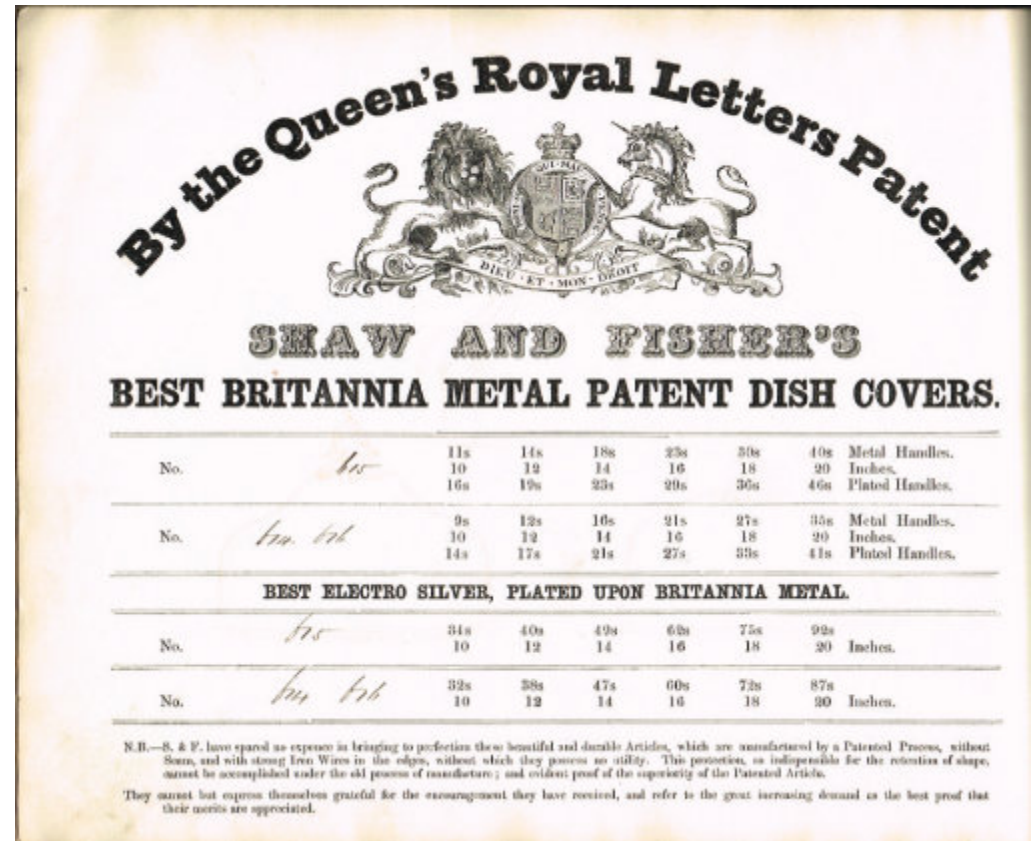 By the Queen's Royal Letters Patent
QUI · MAL
DIEU · ET · MON · DROIT
SHAW AND FISHER'S
BEST BRITANNIA METAL PATENT DISH COVERS.
11s 14s 18s 23s 30s 40s Metal Handles.
No. 615 10 12 14 16 18 20 Inches.
16s 19s 23s 29s 36s 46s Plated Handles.
9s 12s 16s 21s 27s 35s Metal Handles.
No. 614. 616 10 12 14 16 18 20 Inches.
14s 17s 21s 27s 33s 41s Plated Handles.
BEST ELECTRO SILVER, PLATED UPON BRITANNIA METAL.
615 34s 40s 49s 62s 75s 92s
No. 10 12 14 16 18 20 Inches.
614 616 32s 38s 47s 60s 72s 87s
No. 10 12 14 16 18 20 Inches.
N.B.—S. & F. have spared no expence in bringing to perfection these beautiful and durable Articles, which are manufactured by a Patented Process, without
Seam, and with strong Iron Wires in the edges, without which they possess no utility. This protection, so indispensible for the retention of shape,
cannot be accomplished under the old process of manufacture; and evident proof of the superiority of the Patented Article.
They cannot but express themselves grateful for the encouragement they have received, and refer to the great increasing demand as the best proof that
their merits are appreciated.